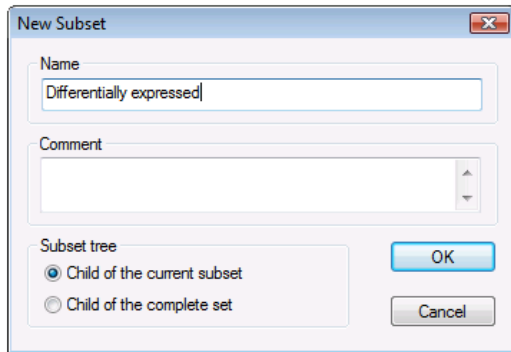 New Subset
Name
Differentially expressed
Comment
Subset tree
Child of the current subset
Child of the complete set
OK
Cancel